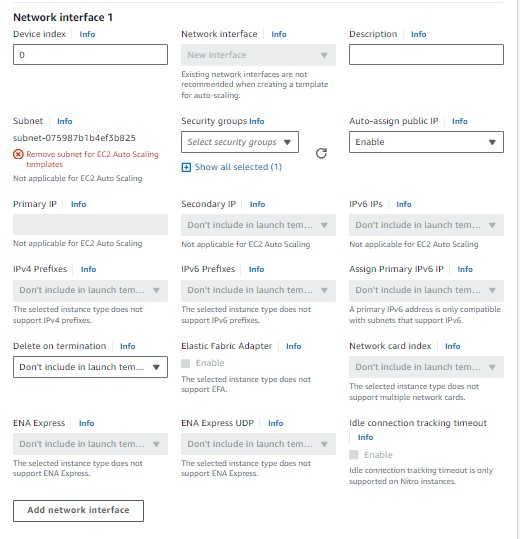 Network interface 1
Device index Info
0
Network interface Info
New interface
Existing network interfaces are not
recommended when creating a template
for auto-scaling.
Description Info
Subnet Info
subnet-075987b1b4ef3b825
Remove subnet for EC2 Auto Scaling
templates
Not applicable for EC2 Auto Scaling
Security groups Info
Select security groups
Show all selected (1)
Auto-assign public IP Info
Enable
Primary IP Info
Not applicable for EC2 Auto Scaling
Secondary IP Info
Don't include in launch tem...
Not applicable for EC2 Auto Scaling
IPv6 IPs Info
Don't include in launch tem...
Not applicable for EC2 Auto Scaling
IPv4 Prefixes Info
Don't include in launch tem...
The selected instance type does not
support IPv4 prefixes.
IPv6 Prefixes Info
Don't include in launch tem...
The selected instance type does not
support IPv6 prefixes.
Assign Primary IPv6 IP Info
Don't include in launch tem...
A primary IPv6 address is only compatible
with subnets that support IPv6.
Delete on termination Info
Don't include in launch tem...
Elastic Fabric Adapter Info
Enable
The selected instance type does not
support EFA.
Network card index Info
Don't include in launch tem...
The selected instance type does not
support multiple network cards.
ENA Express Info
Don't include in launch tem...
The selected instance type does not
support ENA Express.
ENA Express UDP Info
Don't include in launch tem...
The selected instance type does not
support ENA Express.
Idle connection tracking timeout
Info
Enable
Idle connection tracking timeout is only
supported on Nitro instances.
Add network interface